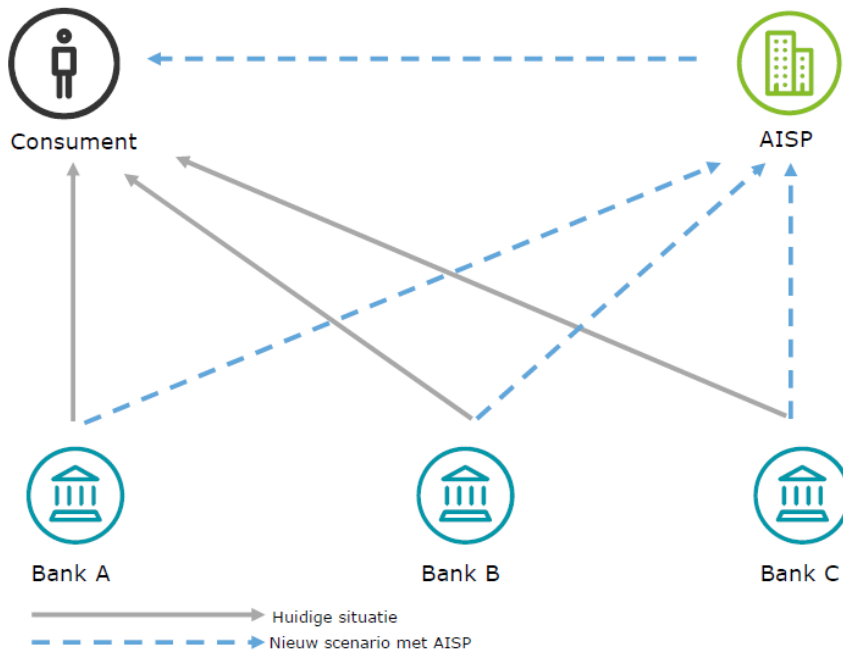 Consument
AISP
Bank A
Bank B
Bank C
Huidige situatie
Nieuw scenario met AISP